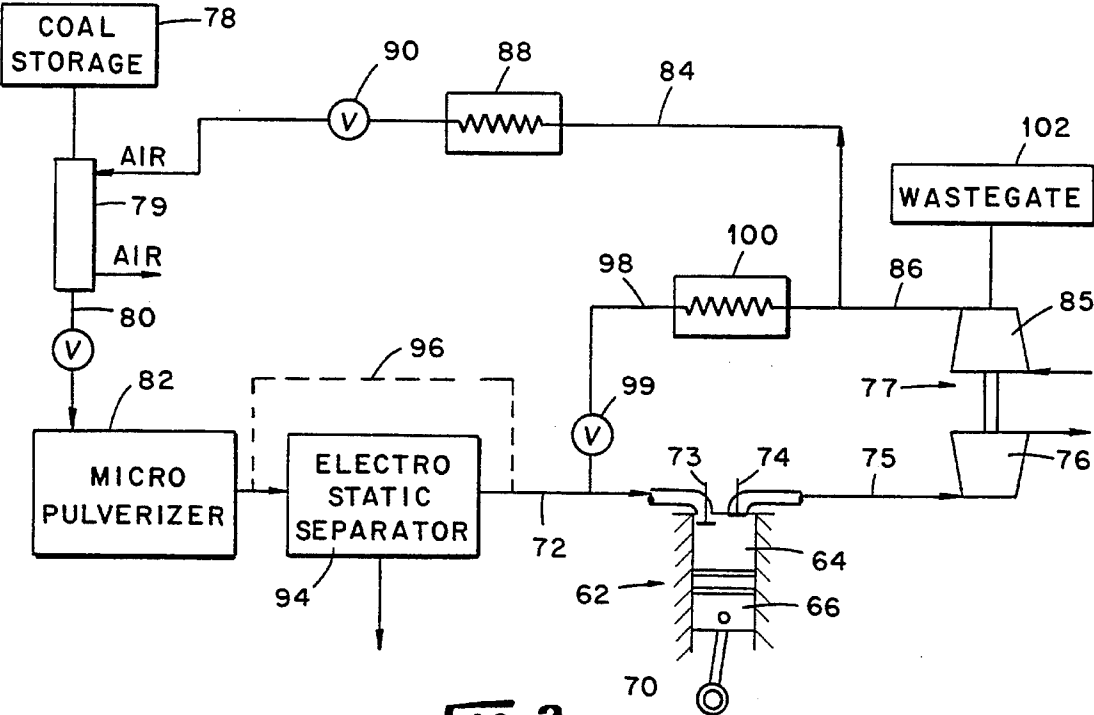 COAL STORAGE
78
90
88
84
102
WASTEGATE
AIR
79
AIR
80
V
V
98
100
86
85
77
76
96
82
99
V
MICRO PULVERIZER
ELECTRO STATIC SEPARATOR
94
72
73
74
75
64
62
66
70